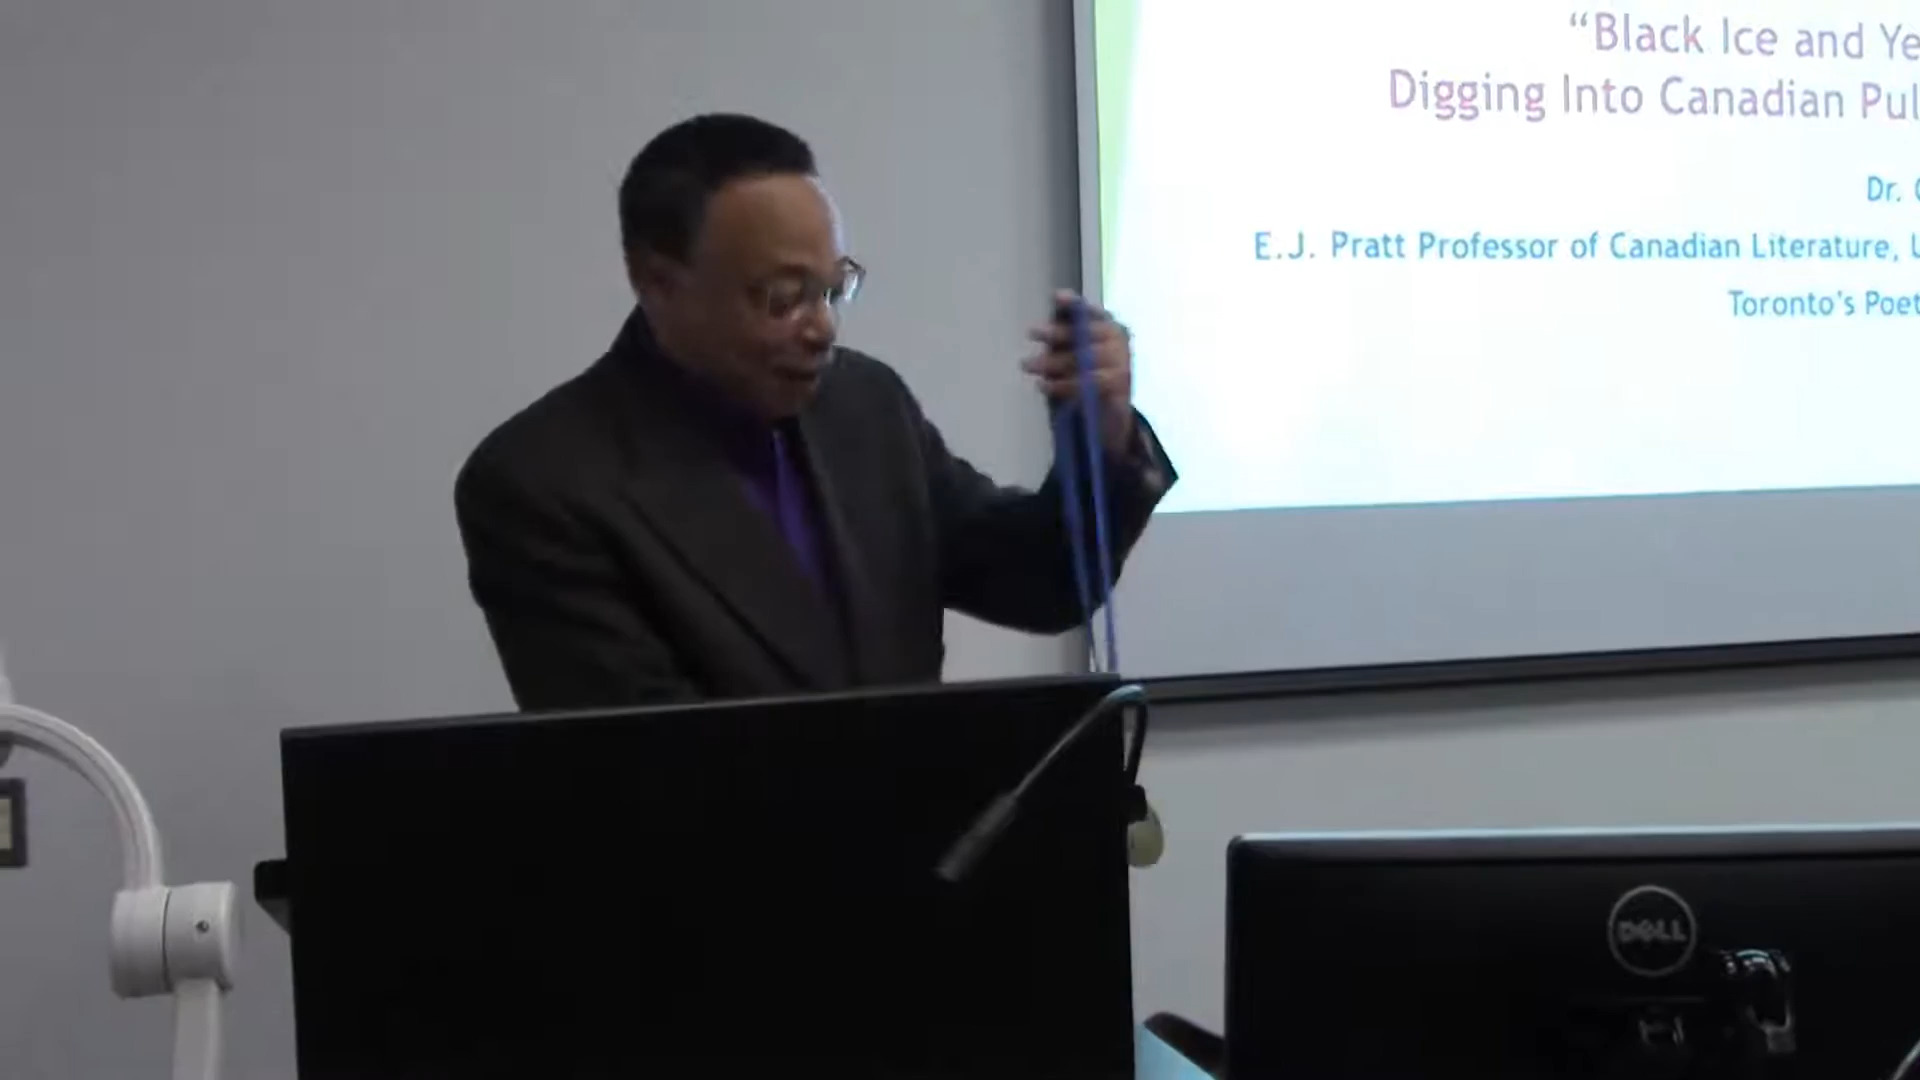 “Black Ice and Ye
Digging Into Canadian Pul
Dr.
E.J. Pratt Professor of Canadian Literature,
Toronto's Poet
DELL